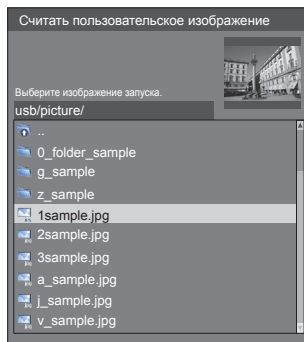 Считать пользовательское изображение
Выберите изображение запуска.
usb/picture/
..
0_folder_sample
g_sample
z_sample
1sample.jpg
2sample.jpg
3sample.jpg
a_sample.jpg
j_sample.jpg
v_sample.jpg